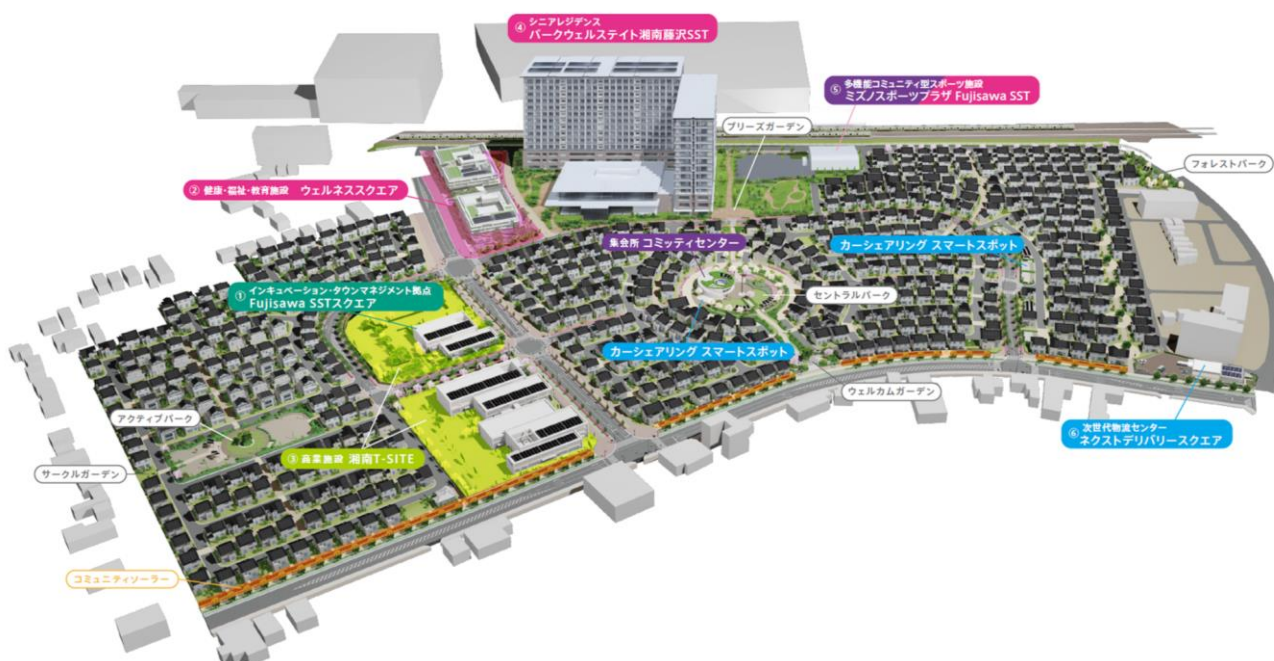 ④ シニアレジデンス
パークウェルステイト湘南藤沢SST
⑤ 多機能コミュニティ型スポーツ施設
ミズノスポーツプラザ Fujisawa SST
ブリーズガーデン
フォレストパーク
② 健康・福祉・教育施設 ウェルネススクエア
集会所 コミッティセンター
カーシェアリング スマートスポット
① インキュベーション・タウンマネジメント拠点
Fujisawa SSTスクエア
セントラルパーク
カーシェアリング スマートスポット
ウェルカムガーデン
アクティブパーク
⑥ 次世代物流センター
ネクストデリバリースクエア
③ 商業施設 湘南T-SITE
サークルガーデン
コミュニティソーラー